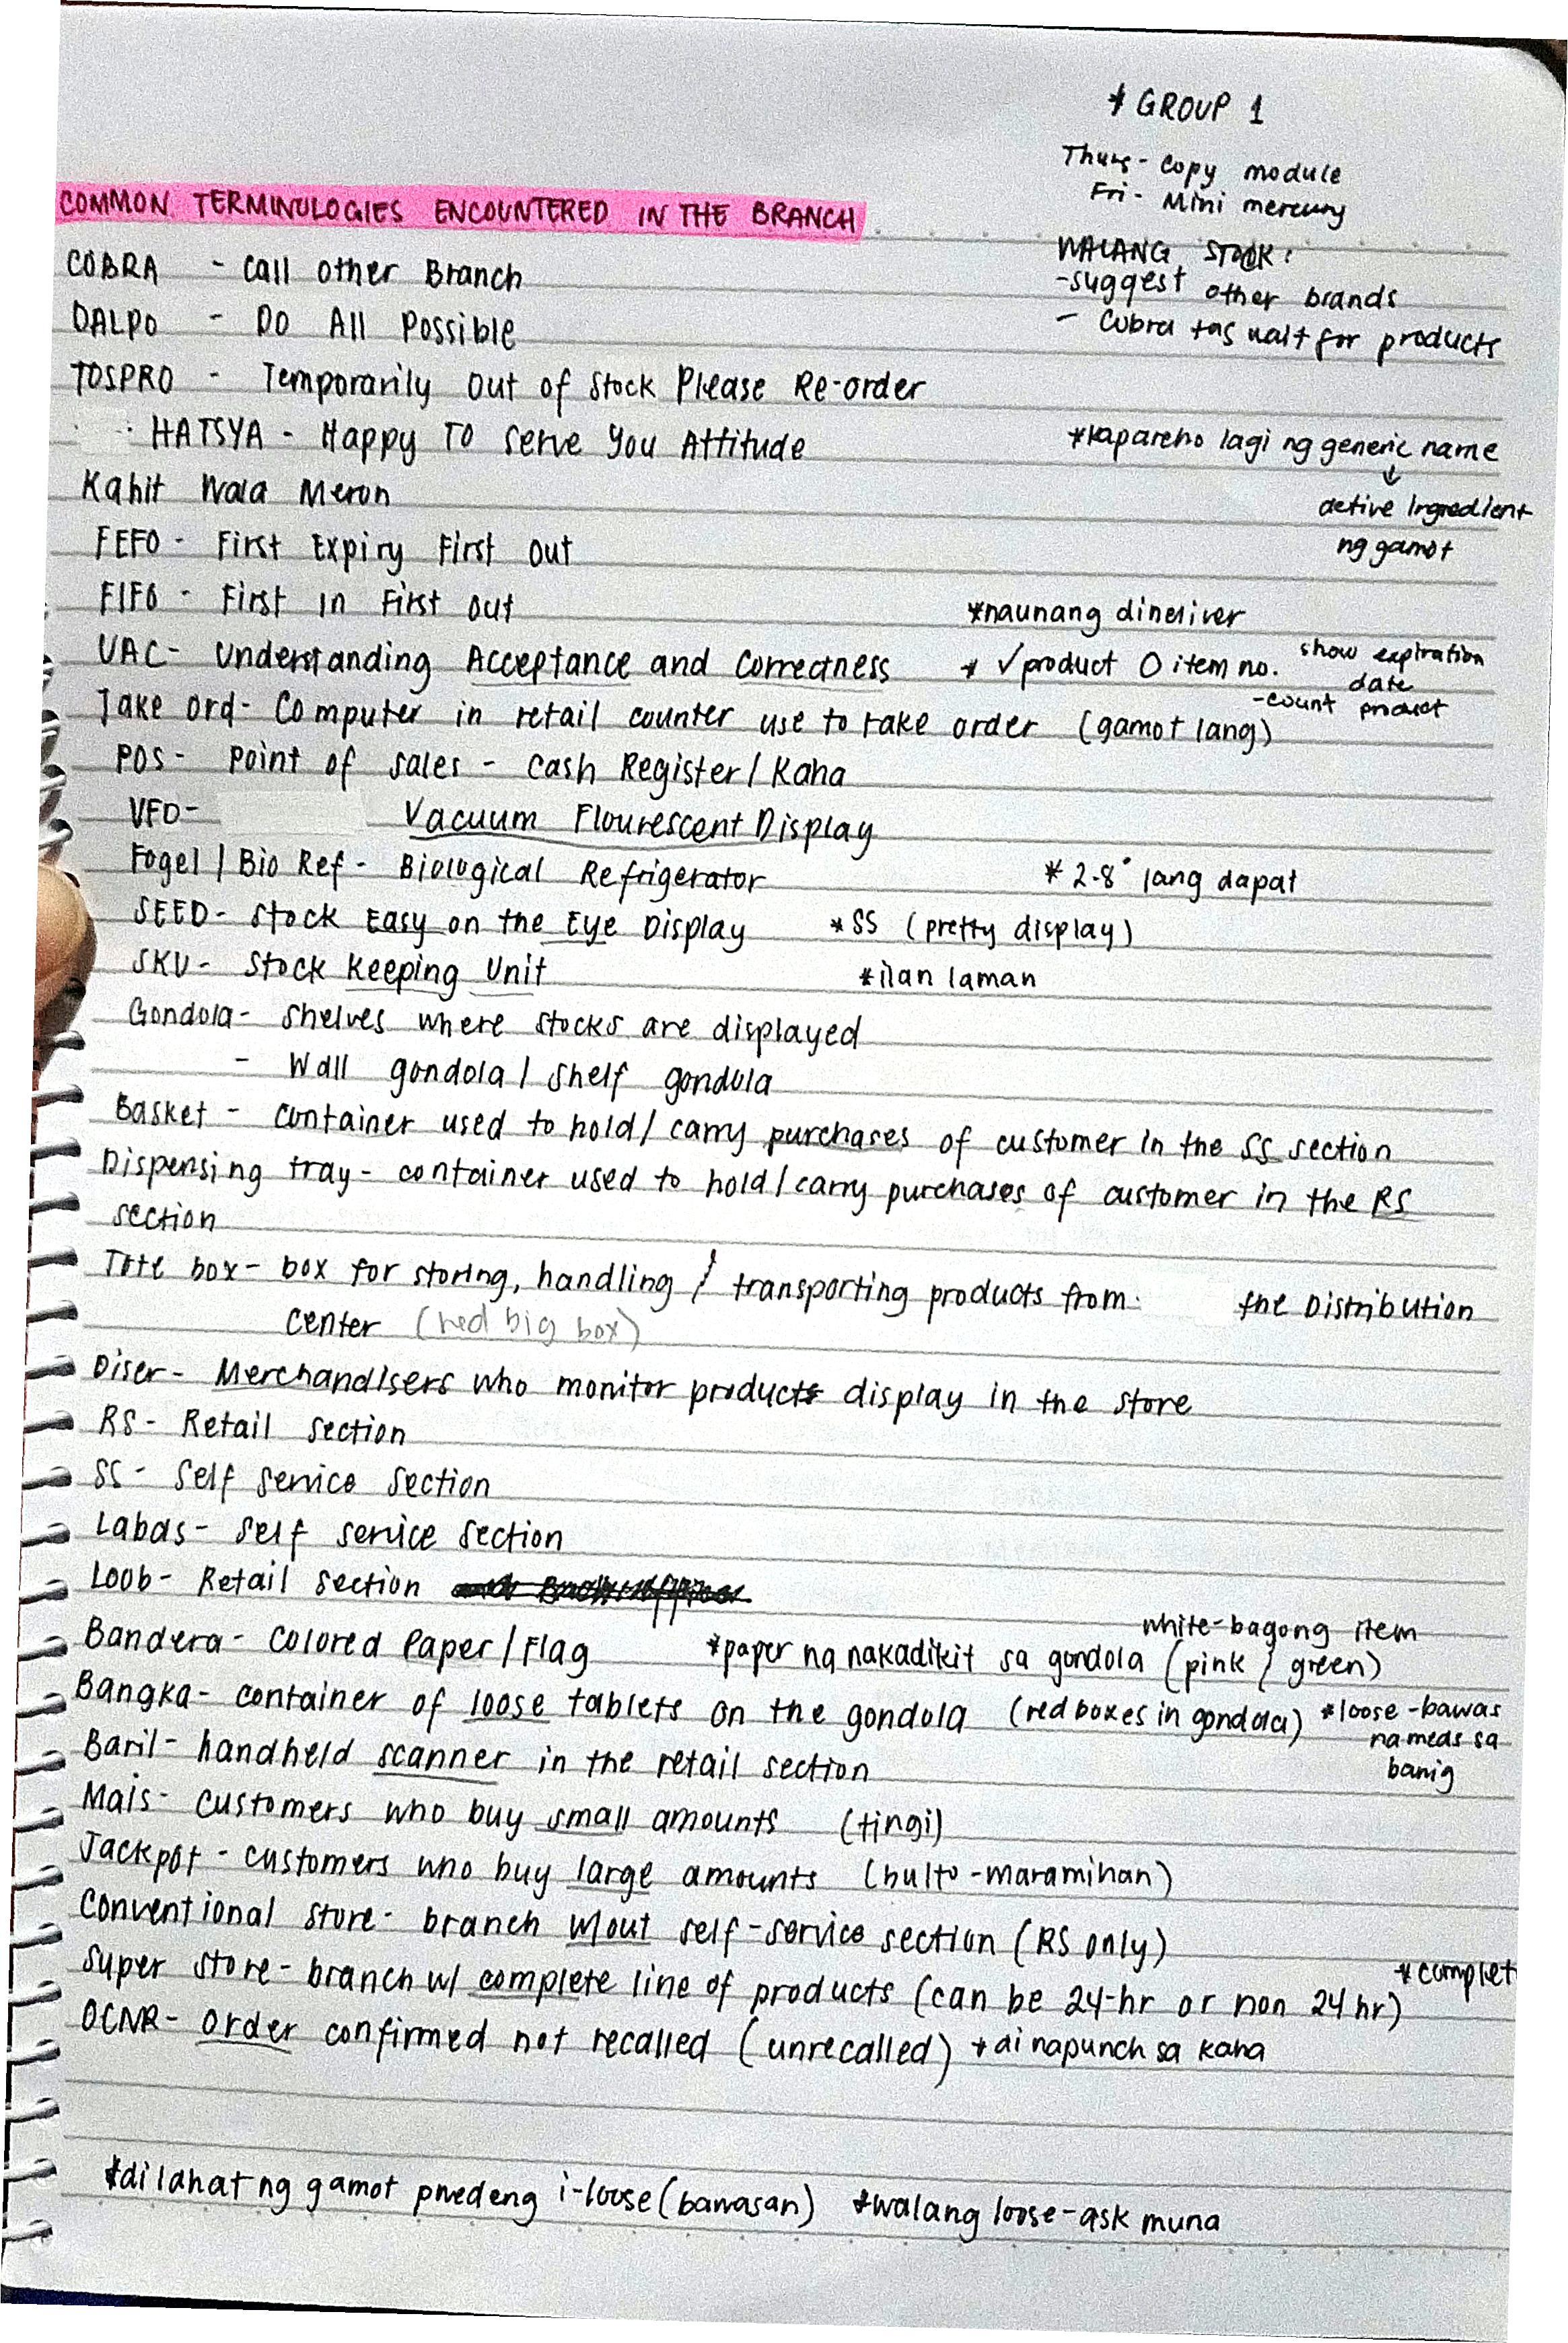 * GROUP 1
Thurs - Copy module
Fri - Mini mercury
COMMON TERMINOLOGIES ENCOUNTERED IN THE BRANCH
WALANG STOCK:
- suggest other brands
- Cobra tas wait for products
COBRA - Call Other Branch
DALPO - Do All Possible
TOSPRO - Temporarily Out of Stock Please Re-order
HATSYA - Happy To Serve You Attitude
*kapareho lagi ng generic name
↓
active Ingredient
ng gamot
Kahit Wala Meron
FEFO - First Expiry First Out
FIFO - First In First Out *naunang dineliver
UAC - Understanding Acceptance and Correctness * ✓product O item no. show expiration
date
- count product
Take Ord - Computer in retail counter use to take order (gamot lang)
POS - Point of sales - Cash Register / Kaha
VFD - Vacuum Flourescent Display
Fogel / Bio Ref - Biological Refrigerator * 2-8° lang dapat
SEED - Stock Easy on the Eye Display *SS (pretty display)
SKU - Stock Keeping Unit *ilan laman
Gondola - Shelves where stocks are displayed
- Wall gondola / Shelf gondola
Basket - container used to hold / carry purchases of customer in the SS section
Dispensing tray - container used to hold / carry purchases of customer in the RS
section
Tote box - box for storing, handling / transporting products from the Distribution
Center (red big box)
Diser - Merchandisers who monitor products display in the store
RS - Retail Section
SS - Self Service Section
Labas - Self service Section
Loob - Retail section
white - bagong item
Bandera - Colored Paper / Flag *paper na nakadikit sa gondola (pink / green)
Bangka - container of loose tablets on the gondola (red boxes in gondola) *loose - bawas
na meds sa
banig
Baril - handheld scanner in the retail section
Mais - customers who buy small amounts (tingi)
Jackpot - customers who buy large amounts (bulto - maramihan)
Conventional store - branch w/out self-service section (RS only)
Super store - branch w/ complete line of products (can be 24-hr or non 24 hr) *complet
OCNR - Order confirmed not recalled (unrecalled) *di napunch sa kaha
*di lahat ng gamot pwedeng i-loose (bawasan) *walang loose - ask muna